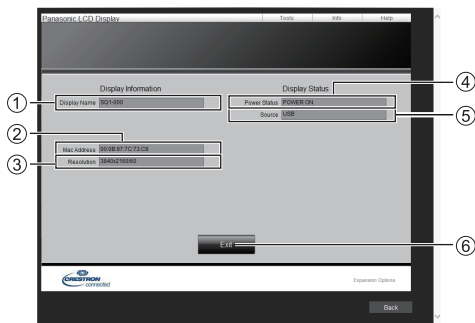 Panasonic LCD Display
Tools Info Help
Display Information
Display Status
④
① Display Name SQ1-000
Power Status POWER ON
Source USB ⑤
②
Mac Address 00:0B:97:7C:73:C9
③ Resolution 3840x2160/60
Exit ⑥
CRESTRON
connected
Expansion Options
Back